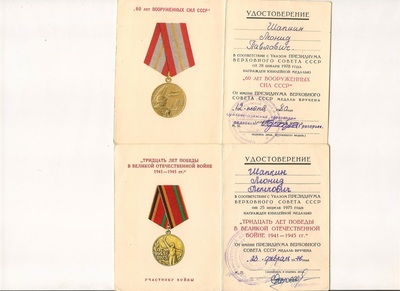 "60 лет ВООРУЖЕННЫХ СИЛ СССР"
УДОСТОВЕРЕНИЕ
Шапкин
Леонид
Павлович
В СООТВЕТСТВИИ С УКАЗОМ ПРЕЗИДИУМА
ВЕРХОВНОГО СОВЕТА СССР
ОТ 28 ЯНВАРЯ 1978 ГОДА
НАГРАЖДЕН ЮБИЛЕЙНОЙ МЕДАЛЬЮ
"60 ЛЕТ ВООРУЖЕННЫХ
СИЛ СССР"
ОТ ИМЕНИ ПРЕЗИДИУМА ВЕРХОВНОГО
СОВЕТА СССР МЕДАЛЬ ВРУЧЕНА
"ТРИДЦАТЬ ЛЕТ ПОБЕДЫ
В ВЕЛИКОЙ ОТЕЧЕСТВЕННОЙ ВОЙНЕ
1941—1945 гг."
УЧАСТНИКУ ВОЙНЫ
УДОСТОВЕРЕНИЕ
Шапкин
Леонид
В СООТВЕТСТВИИ С УКАЗОМ ПРЕЗИДИУМА
ВЕРХОВНОГО СОВЕТА СССР
ОТ 25 АПРЕЛЯ 1975 ГОДА
НАГРАЖДЕН ЮБИЛЕЙНОЙ МЕДАЛЬЮ
"ТРИДЦАТЬ ЛЕТ ПОБЕДЫ
В ВЕЛИКОЙ ОТЕЧЕСТВЕННОЙ
ВОЙНЕ 1941—1945 гг."
ОТ ИМЕНИ ПРЕЗИДИУМА ВЕРХОВНОГО
СОВЕТА СССР МЕДАЛЬ ВРУЧЕНА